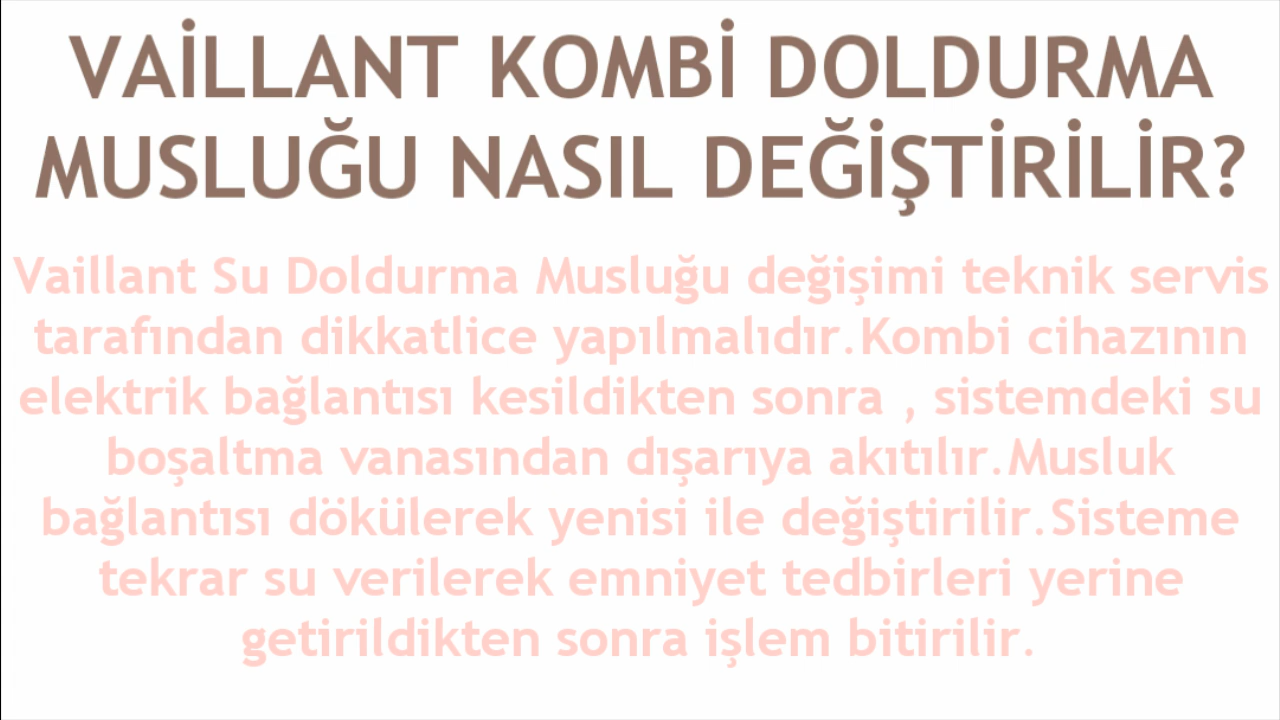 VAİLLANT KOMBİ DOLDURMA
MUSLUĞU NASIL DEĞİŞTİRİLİR?
Vaillant Su Doldurma Musluğu değişimi teknik servis
tarafından dikkatlice yapılmalıdır.Kombi cihazının
elektrik bağlantısı kesildikten sonra , sistemdeki su
boşaltma vanasından dışarıya akıtılır.Musluk
bağlantısı dökülerek yenisi ile değiştirilir.Sisteme
tekrar su verilerek emniyet tedbirleri yerine
getirildikten sonra işlem bitirilir.